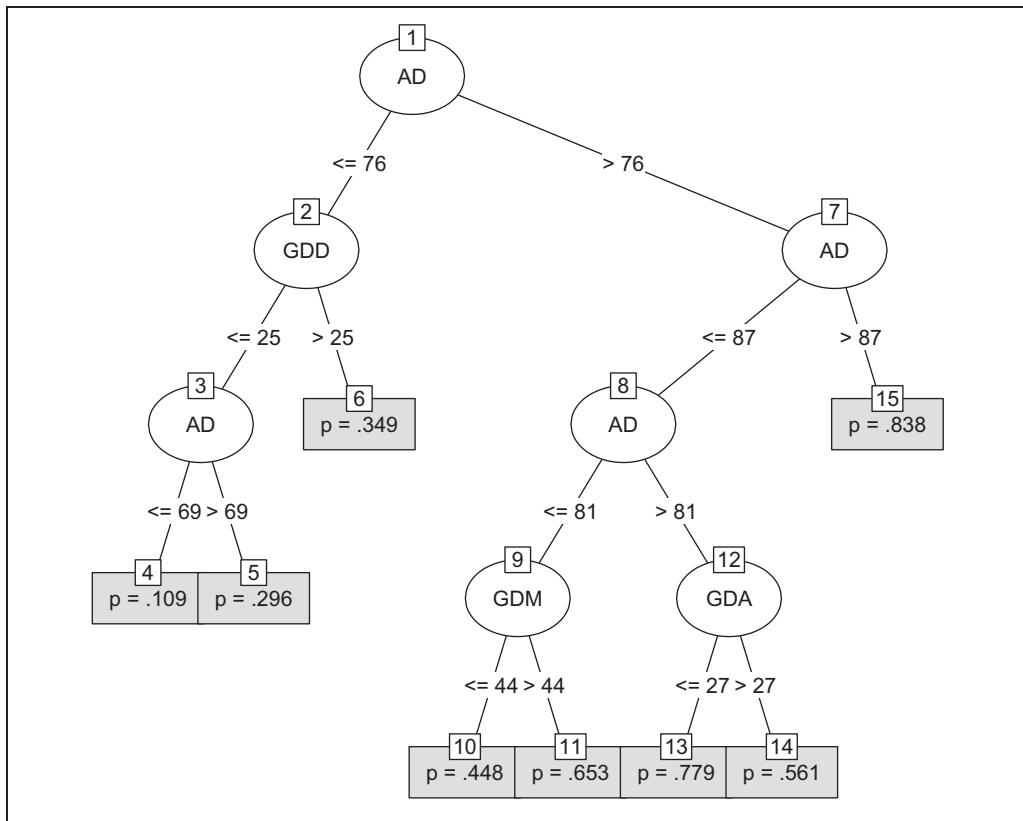 1
AD
<= 76 > 76
2 7
GDD AD
<= 25 > 25 <= 87 > 87
3 6 8 15
AD p = .349 AD p = .838
<= 69 > 69 <= 81 > 81
4 5 9 12
p = .109 p = .296 GDM GDA
<= 44 > 44 <= 27 > 27
10 11 13 14
p = .448 p = .653 p = .779 p = .561